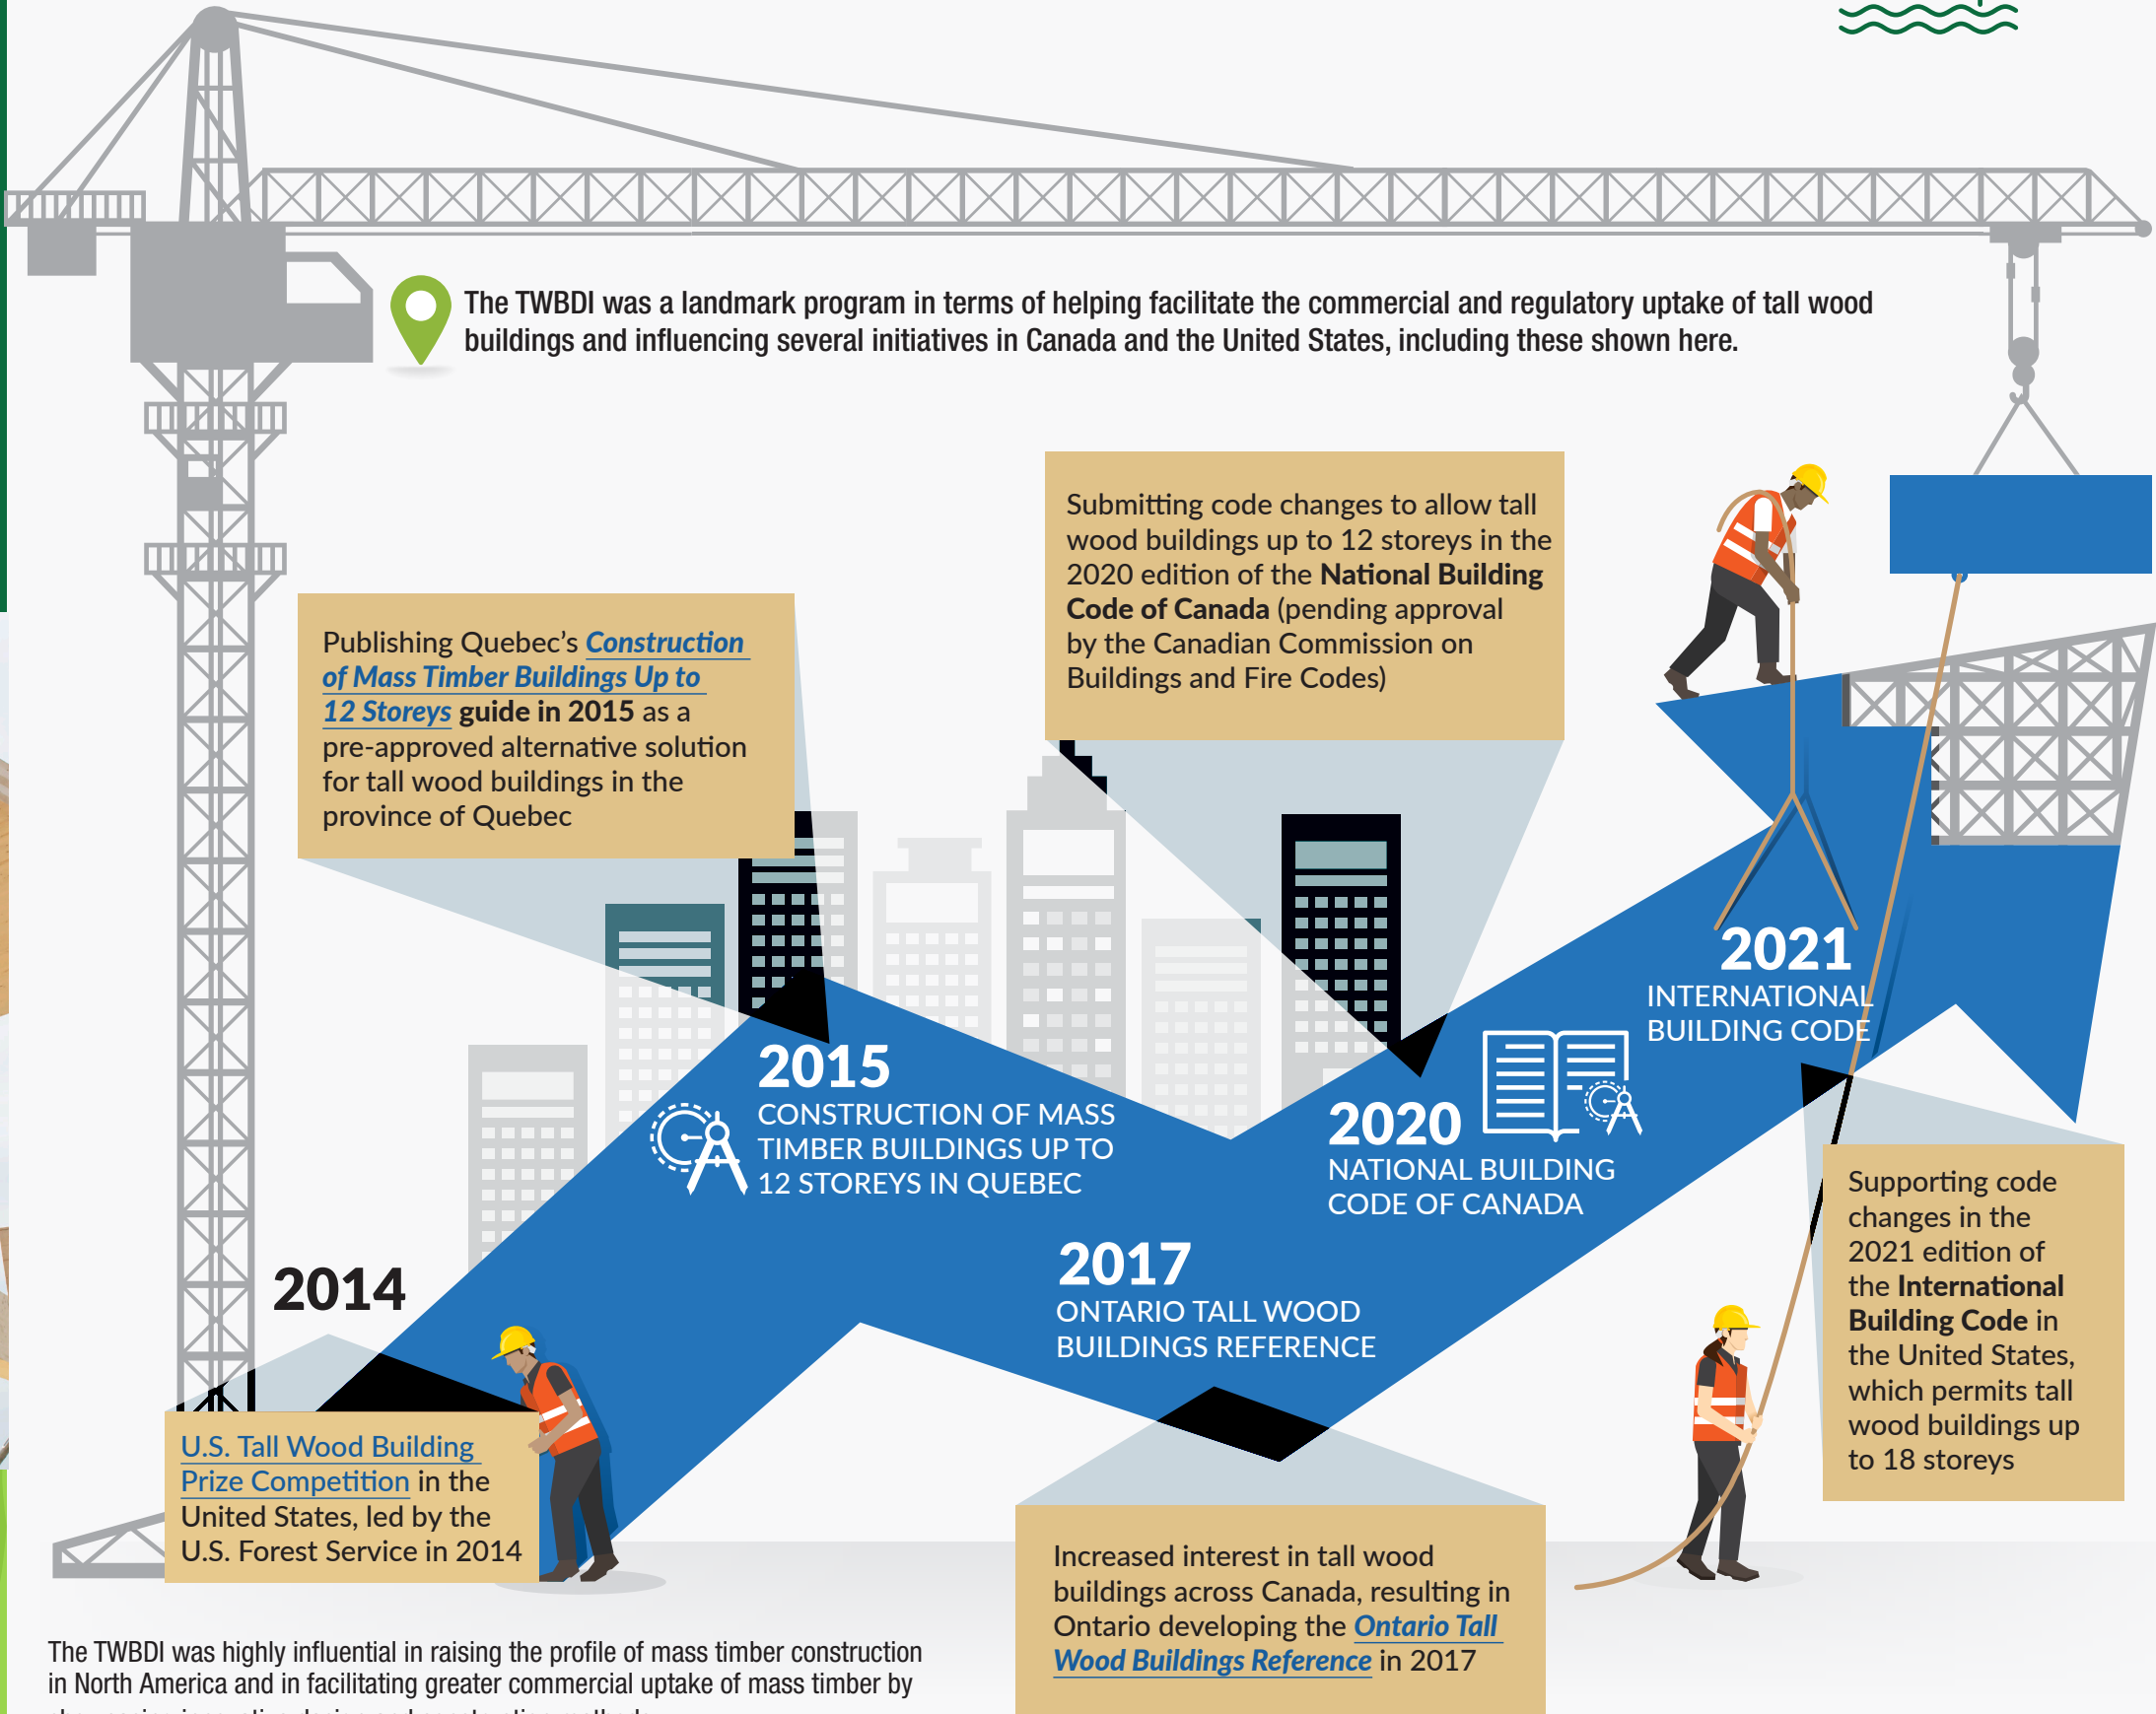 The TWBDI was a landmark program in terms of helping facilitate the commercial and regulatory uptake of tall wood
buildings and influencing several initiatives in Canada and the United States, including these shown here.
Submitting code changes to allow tall
wood buildings up to 12 storeys in the
2020 edition of the National Building
Code of Canada (pending approval
by the Canadian Commission on
Buildings and Fire Codes)
Publishing Quebec’s Construction
of Mass Timber Buildings Up to
12 Storeys guide in 2015 as a
pre-approved alternative solution
for tall wood buildings in the
province of Quebec
2021
INTERNATIONAL
BUILDING CODE
2015
CONSTRUCTION OF MASS
TIMBER BUILDINGS UP TO
12 STOREYS IN QUEBEC
2020
NATIONAL BUILDING
CODE OF CANADA
Supporting code
changes in the
2021 edition of
the International
Building Code in
the United States,
which permits tall
wood buildings up
to 18 storeys
2017
ONTARIO TALL WOOD
BUILDINGS REFERENCE
2014
U.S. Tall Wood Building
Prize Competition in the
United States, led by the
U.S. Forest Service in 2014
Increased interest in tall wood
buildings across Canada, resulting in
Ontario developing the Ontario Tall
Wood Buildings Reference in 2017
The TWBDI was highly influential in raising the profile of mass timber construction
in North America and in facilitating greater commercial uptake of mass timber by